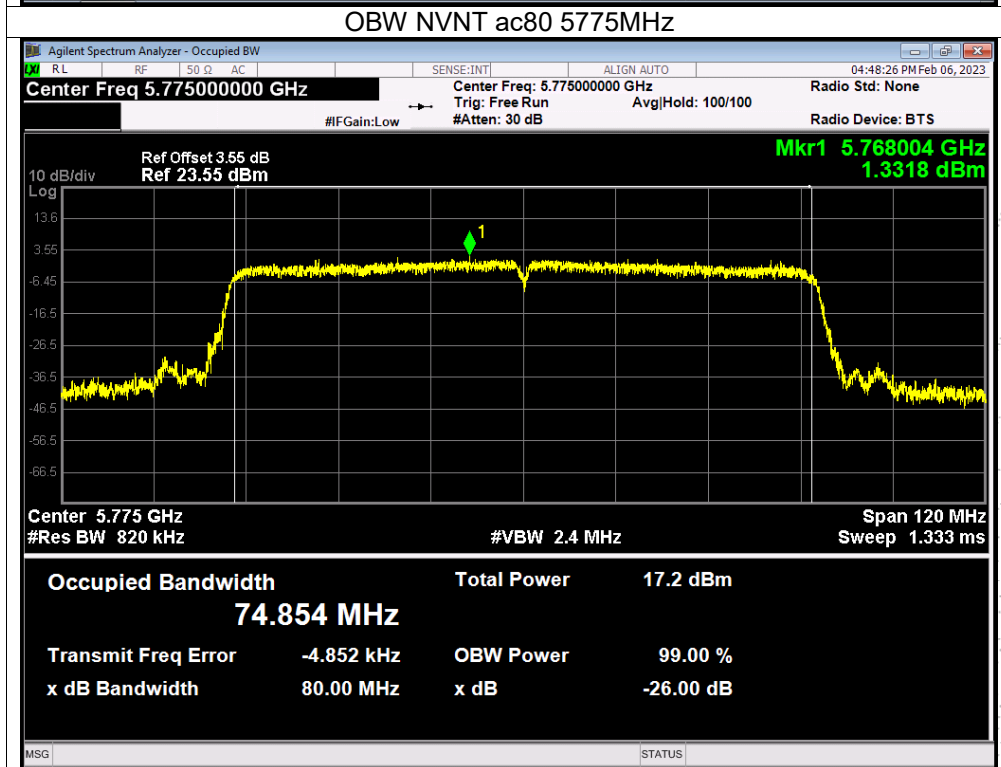 OBW NVNT ac80 5775MHz
Agilent Spectrum Analyzer - Occupied BW
LXI RL RF 50 Ω AC SENSE:INT ALIGN AUTO 04:48:26 PM Feb 06, 2023
Center Freq 5.775000000 GHz Center Freq: 5.775000000 GHz Radio Std: None
Trig: Free Run Avg|Hold: 100/100
#IFGain:Low #Atten: 30 dB Radio Device: BTS
Ref Offset 3.55 dB Mkr1 5.768004 GHz
10 dB/div Ref 23.55 dBm 1.3318 dBm
Log
13.6
1
3.55
-6.45
-16.5
-26.5
-36.5
-46.5
-56.5
-66.5
Center 5.775 GHz Span 120 MHz
#Res BW 820 kHz #VBW 2.4 MHz Sweep 1.333 ms
Occupied Bandwidth Total Power 17.2 dBm
74.854 MHz
Transmit Freq Error -4.852 kHz OBW Power 99.00 %
x dB Bandwidth 80.00 MHz x dB -26.00 dB
MSG STATUS